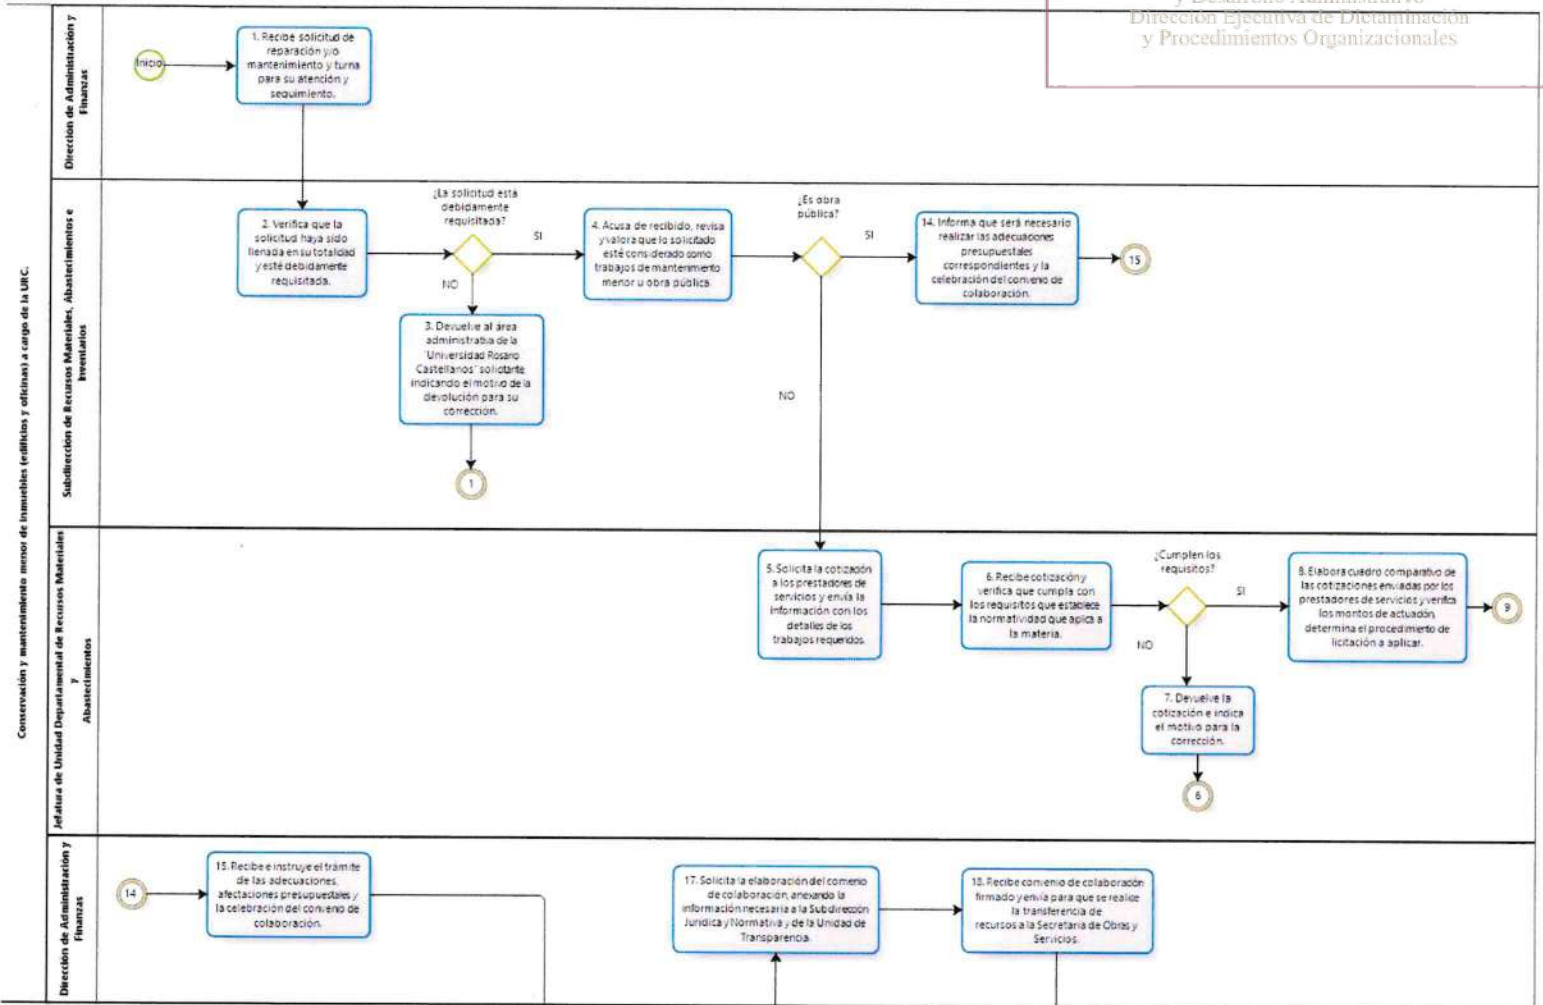 y Desarrollo Administrativo
Dirección Ejecutiva de Dictaminación
y Procedimientos Organizacionales
Conservación y mantenimiento menor de inmuebles (edificios y oficinas) a cargo de la URC.
Dirección de Administración y
Finanzas
Inicio
1. Recibe solicitud de
reparación y/o
mantenimiento y turna
para su atención y
seguimiento.
Subdirección de Recursos Materiales, Abastecimientos e
Inventarios
2. Verifica que la
solicitud haya sido
llenada en su totalidad
y esté debidamente
requisitada.
¿La solicitud está
debidamente
requisitada?
SI
NO
3. Devuelve al área
administrativa de la
"Universidad Rosario
Castellanos" solicitante
indicando el motivo de la
devolución para su
corrección.
1
4. Acusa de recibido, revisa
y valora que lo solicitado
esté considerado somo
trabajos de mantenimiento
menor u obra pública.
¿Es obra
pública?
SI
NO
14. Informa que será necesario
realizar las adecuaciones
presupuestales
correspondientes y la
celebración del convenio de
colaboración.
15
Jefatura de Unidad Departamental de Recursos Materiales
y
Abastecimientos
5. Solicita la cotización
a los prestadores de
servicios y envía la
información con los
detalles de los
trabajos requeridos.
6. Recibe cotización y
verifica que cumpla con
los requisitos que establece
la normatividad que aplica a
la materia.
¿Cumplen los
requisitos?
SI
NO
7. Devuelve la
cotización e indica
el motivo para la
corrección.
6
8. Elabora cuadro comparativo de
las cotizaciones enviadas por los
prestadores de servicios y verifica
los montos de actuación,
determina el procedimiento de
licitación a aplicar.
9
Dirección de Administración y
Finanzas
14
15. Recibe e instruye el trámite
de las adecuaciones,
afectaciones presupuestales y
la celebración del convenio de
colaboración.
17. Solicita la elaboración del convenio
de colaboración, anexando la
información necesaria a la Subdirección
Jurídica y Normativa y de la Unidad de
Transparencia.
18. Recibe convenio de colaboración
firmado y envía para que se realice
la transferencia de
recursos a la Secretaría de Obras y
Servicios.